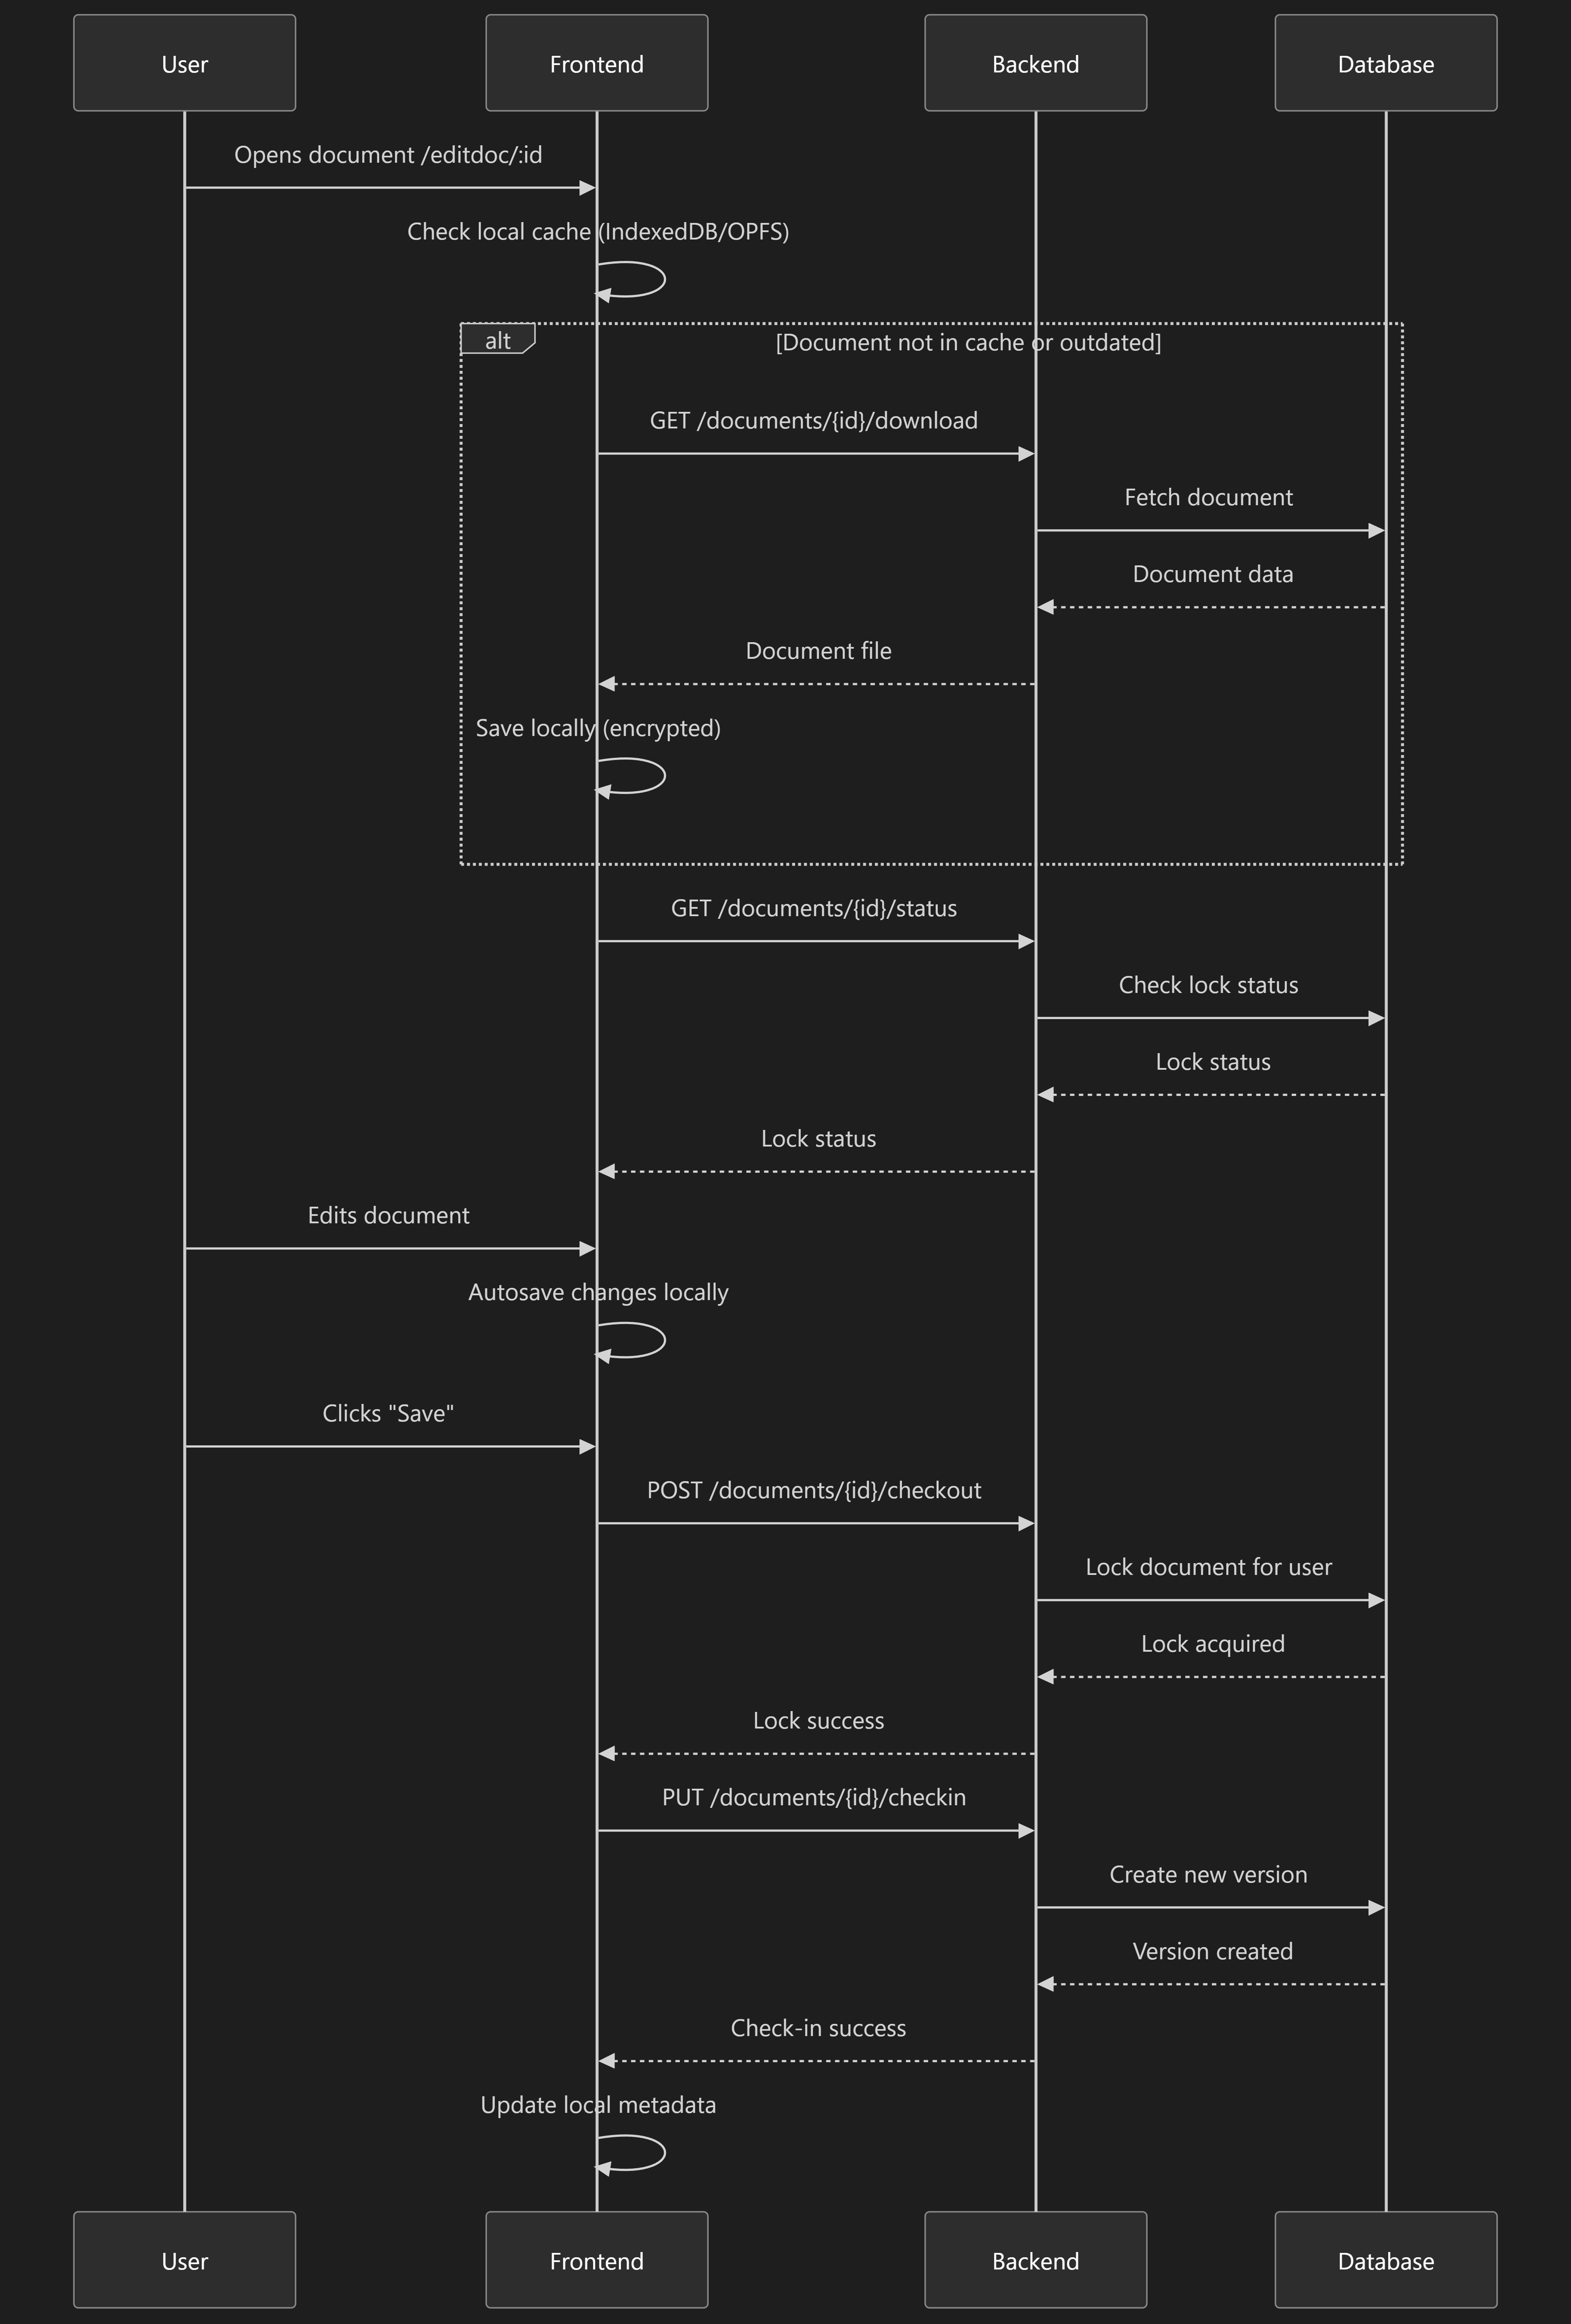 User
Frontend
Backend
Database
Opens document /editdoc/:id
Check local cache (IndexedDB/OPFS)
alt
[Document not in cache or outdated]
GET /documents/{id}/download
Fetch document
Document data
Document file
Save locally (encrypted)
GET /documents/{id}/status
Check lock status
Lock status
Lock status
Edits document
Autosave changes locally
Clicks "Save"
POST /documents/{id}/checkout
Lock document for user
Lock acquired
Lock success
PUT /documents/{id}/checkin
Create new version
Version created
Check-in success
Update local metadata
User
Frontend
Backend
Database